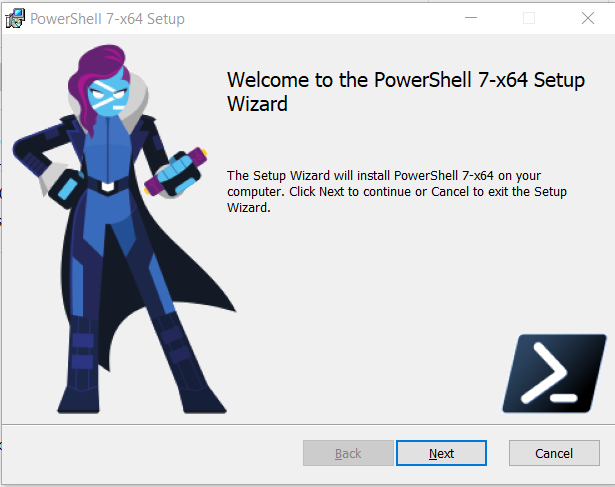 PowerShell 7-x64 Setup
Welcome to the PowerShell 7-x64 Setup
Wizard
The Setup Wizard will install PowerShell 7-x64 on your
computer. Click Next to continue or Cancel to exit the Setup
Wizard.
Back
Next
Cancel